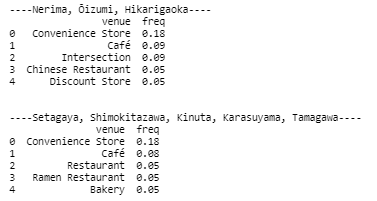 ----Nerima, Ōizumi, Hikarigaoka----
venue freq
0 Convenience Store 0.18
1 Café 0.09
2 Intersection 0.09
3 Chinese Restaurant 0.05
4 Discount Store 0.05
----Setagaya, Shimokitazawa, Kinuta, Karasuyama, Tamagawa----
venue freq
0 Convenience Store 0.18
1 Café 0.08
2 Restaurant 0.05
3 Ramen Restaurant 0.05
4 Bakery 0.05